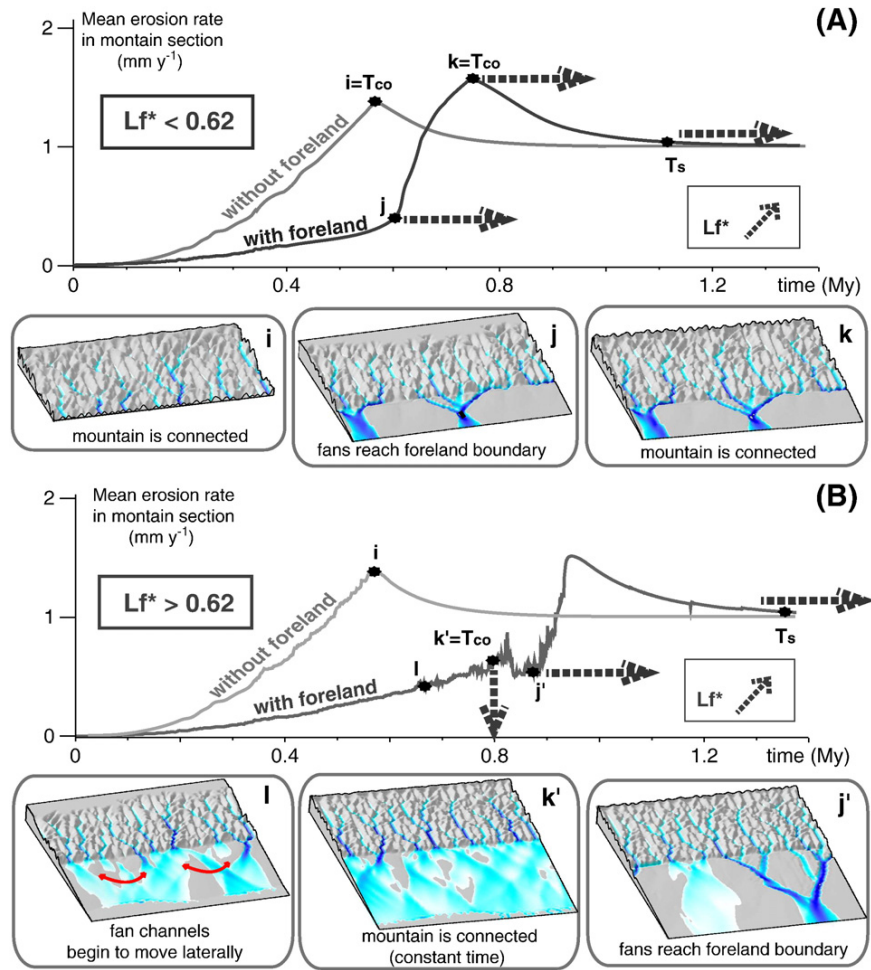 (A)
Mean erosion rate
in montain section
(mm y⁻¹)
2
1
0
Lf* < 0.62
i=Tco
k=Tco
without foreland
with foreland
j
Ts
Lf*
0
0.4
0.8
1.2
time (My)
i
mountain is connected
j
fans reach foreland boundary
k
mountain is connected
(B)
Mean erosion rate
in montain section
(mm y⁻¹)
2
1
0
Lf* > 0.62
i
without foreland
with foreland
l
k'=Tco
j'
Ts
Lf*
0
0.4
0.8
1.2
time (My)
l
fan channels
begin to move laterally
k'
mountain is connected
(constant time)
j'
fans reach foreland boundary